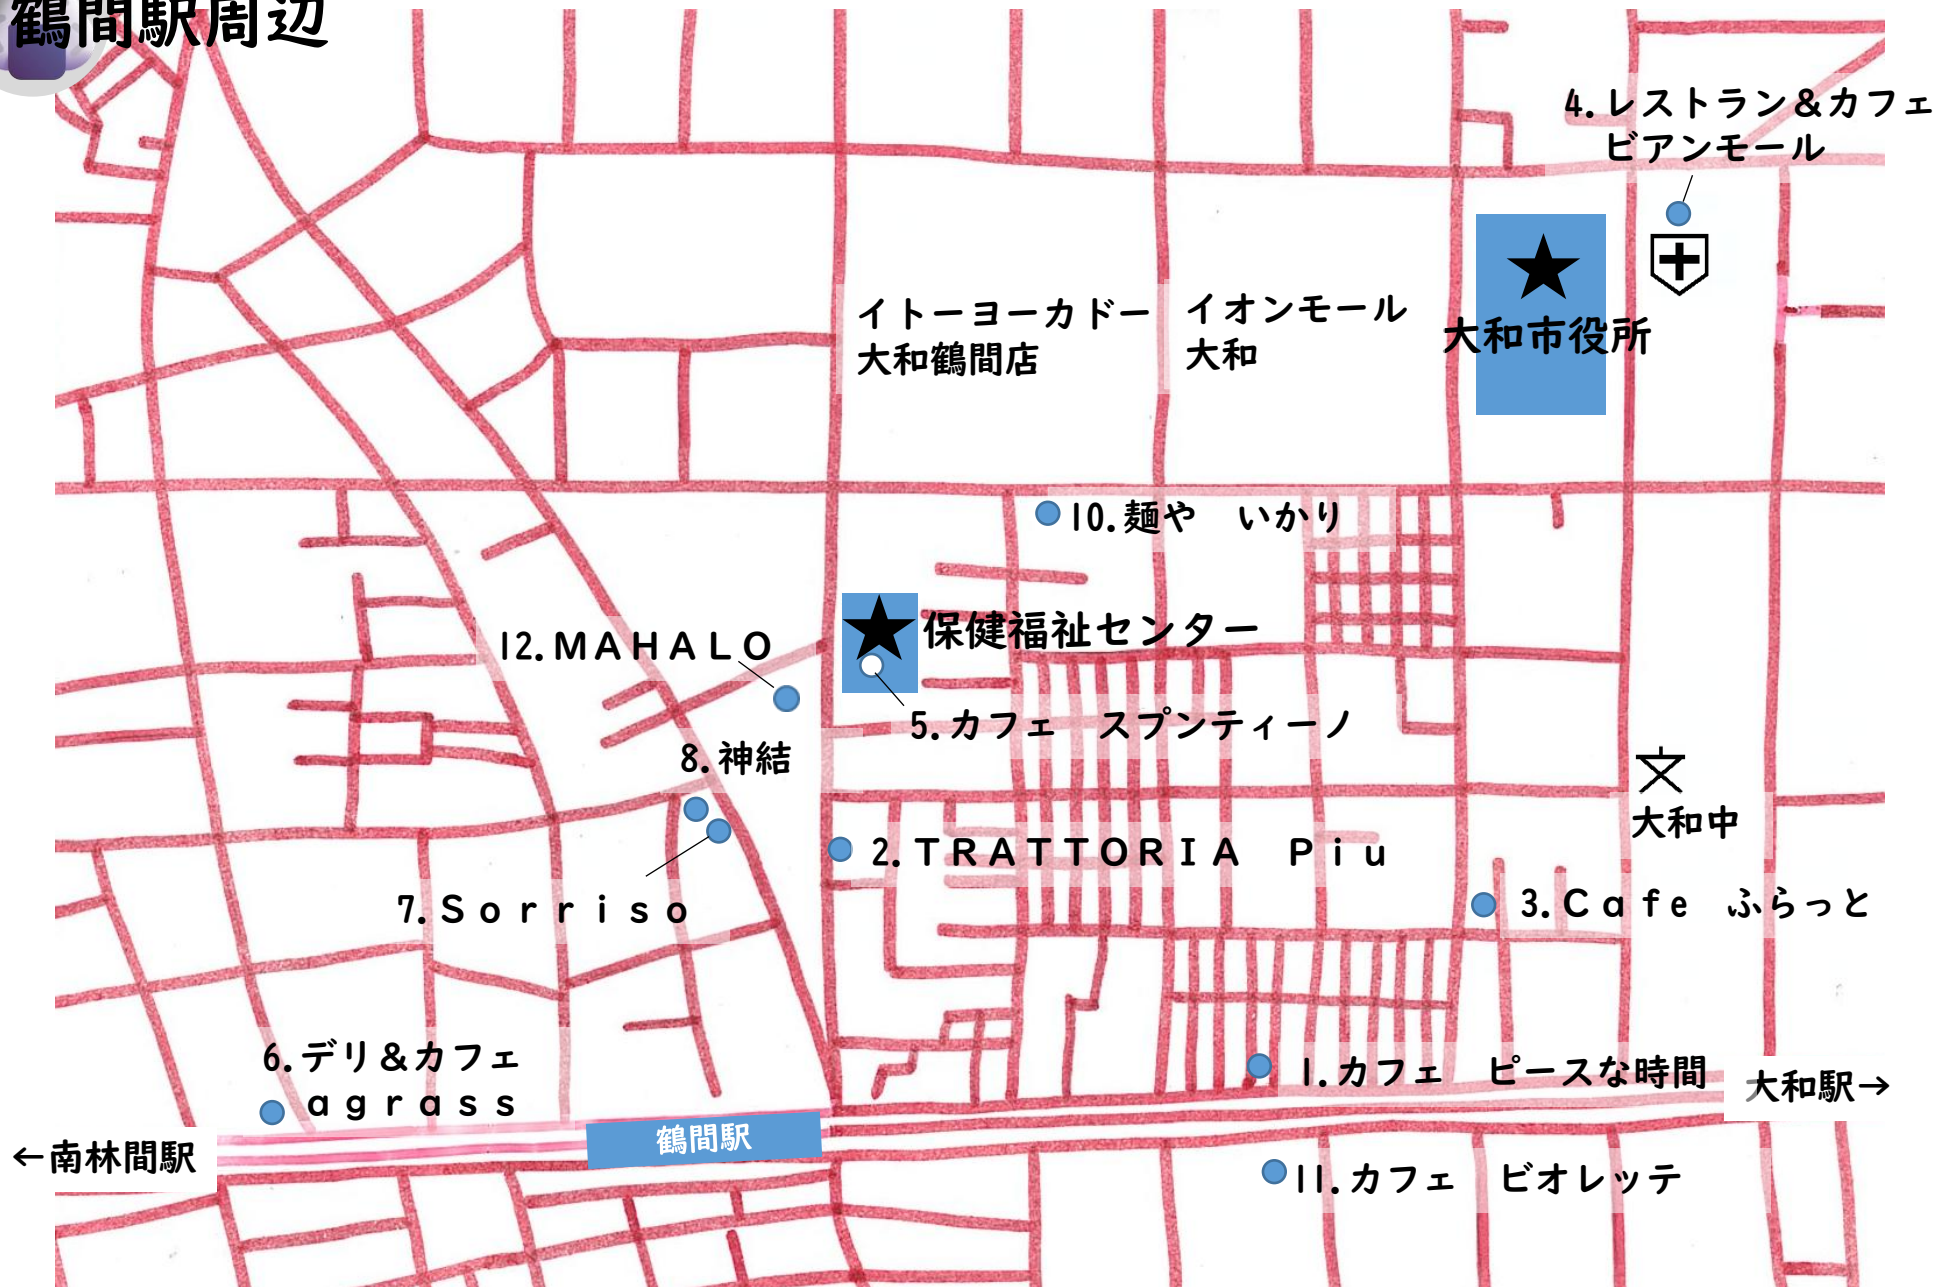 鶴間駅周辺
4.レストラン&カフェ
ビアンモール
イトーヨーカドー
大和鶴間店
イオンモール
大和
大和市役所
10.麺や　いかり
保健福祉センター
12.ＭＡＨＡＬＯ
5.カフェ　スプンティーノ
8.神結
大和中
2.ＴＲＡＴＴＯＲＩＡ　Ｐｉｕ
7.Ｓｏｒｒｉｓｏ
3.Ｃａｆｅ　ふらっと
6.デリ&カフェ
ａｇｒａｓｓ
1.カフェ　ピースな時間
大和駅→
鶴間駅
←南林間駅
11.カフェ　ビオレッテ